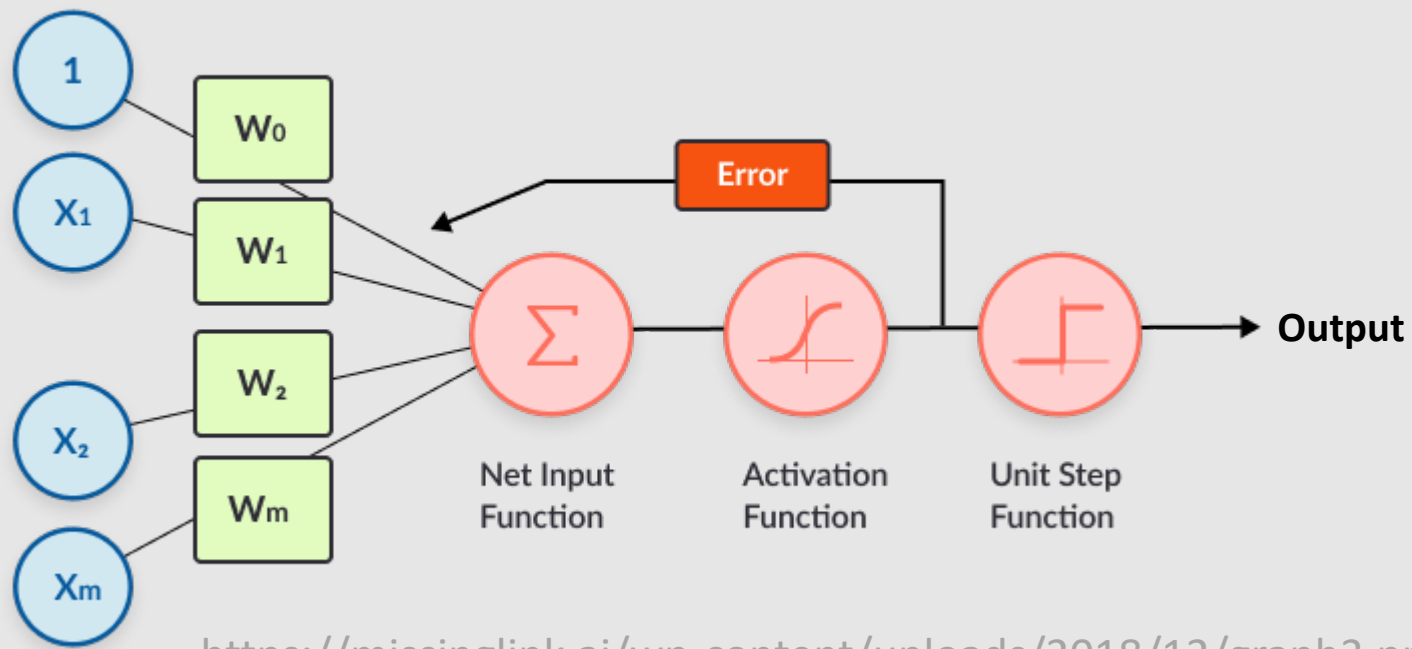 1
W0
X1
W1
Error
Σ
Output
W2
X2
Net Input
Function
Activation
Function
Unit Step
Function
Wm
Xm